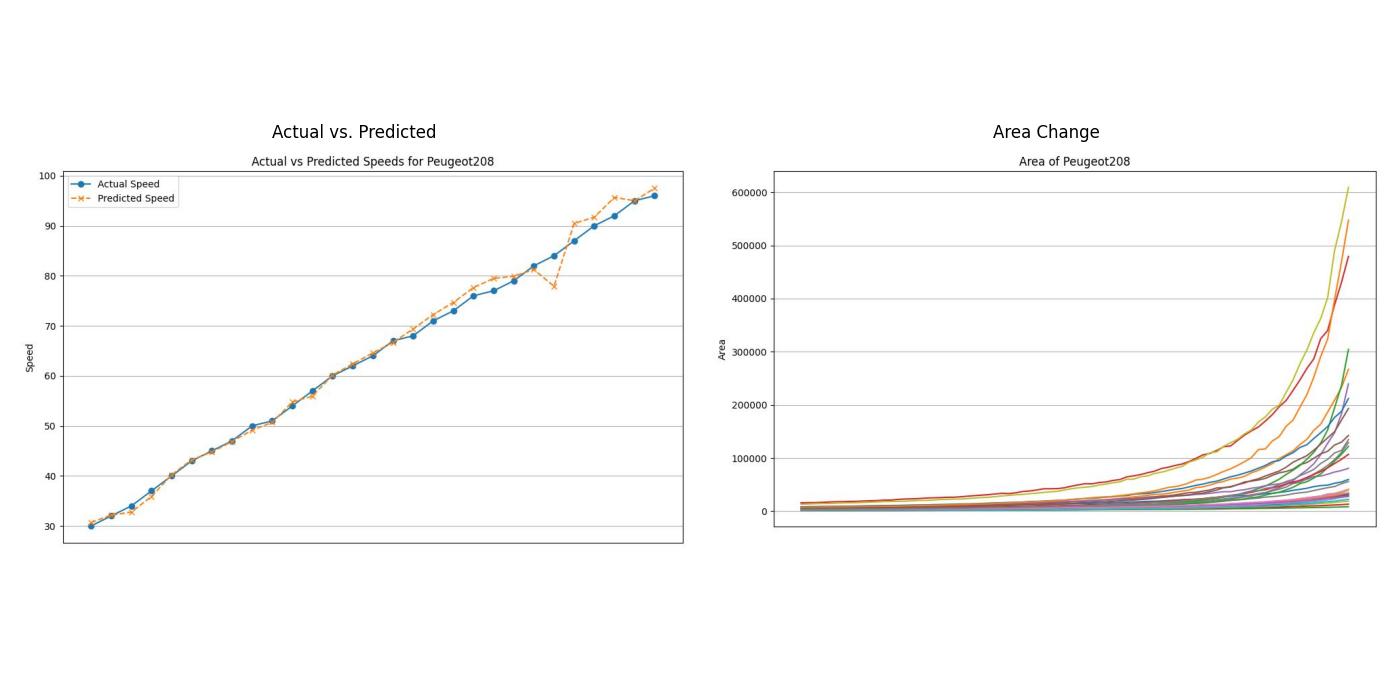 Actual vs. Predicted
Actual vs Predicted Speeds for Peugeot208
100
90
80
70
60
50
40
30
Speed
Actual Speed
Predicted Speed
Area Change
Area of Peugeot208
600000
500000
400000
300000
200000
100000
0
Area